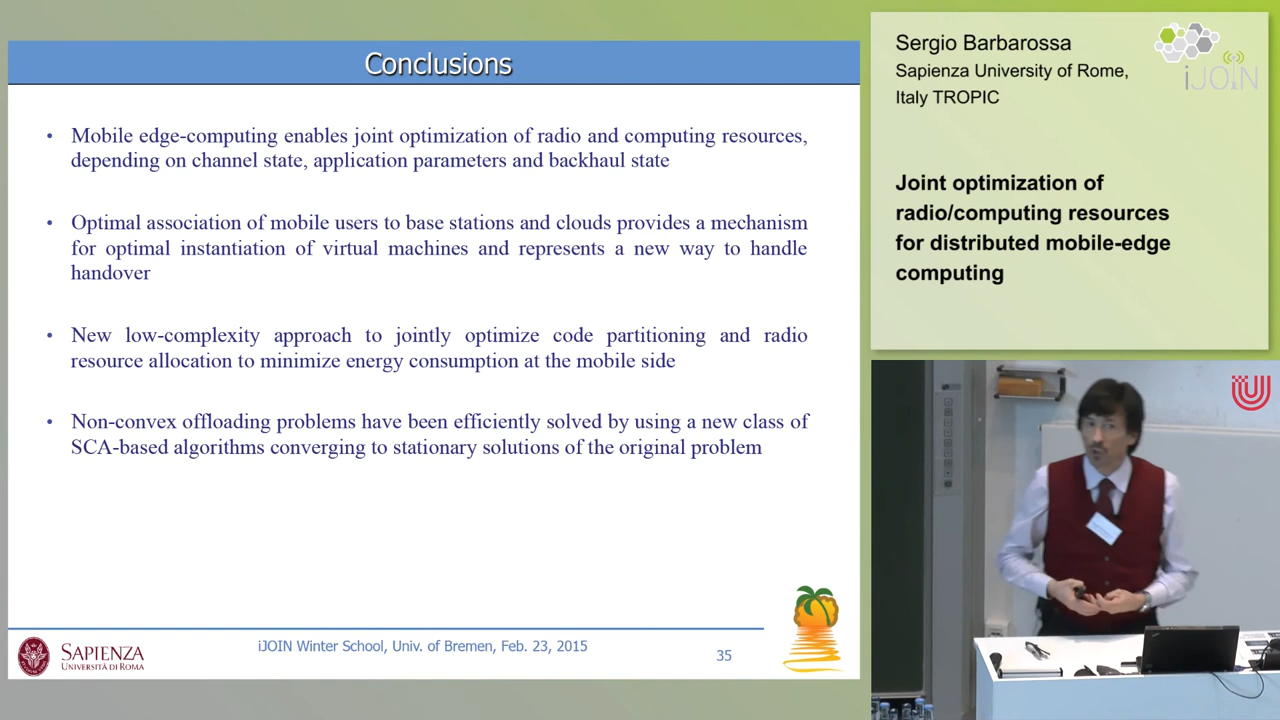 Conclusions
• Mobile edge-computing enables joint optimization of radio and computing resources,
depending on channel state, application parameters and backhaul state
• Optimal association of mobile users to base stations and clouds provides a mechanism
for optimal instantiation of virtual machines and represents a new way to handle
handover
• New low-complexity approach to jointly optimize code partitioning and radio
resource allocation to minimize energy consumption at the mobile side
• Non-convex offloading problems have been efficiently solved by using a new class of
SCA-based algorithms converging to stationary solutions of the original problem
SAPIENZA
UNIVERSITÀ DI ROMA
iJOIN Winter School, Univ. of Bremen, Feb. 23, 2015
35
Sergio Barbarossa
Sapienza University of Rome,
Italy TROPIC
iJOIN
Joint optimization of
radio/computing resources
for distributed mobile-edge
computing